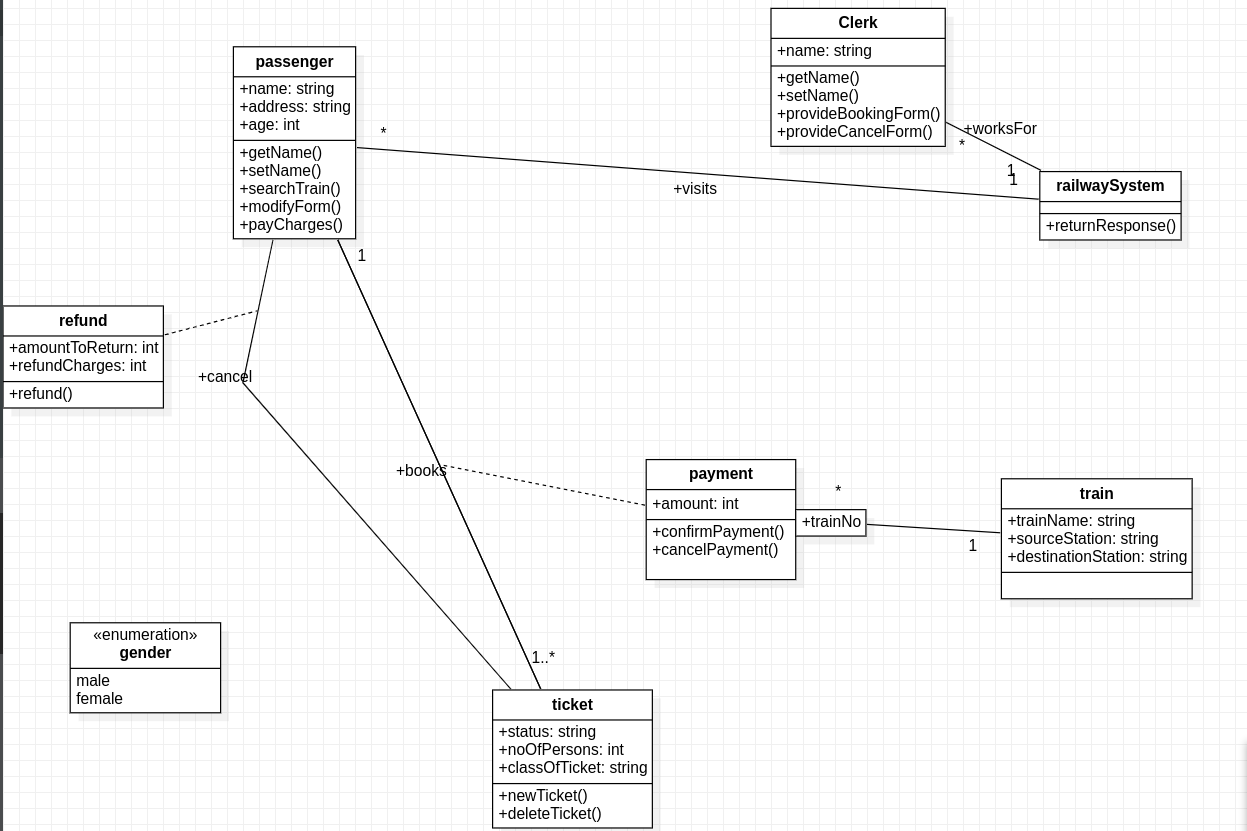 Clerk
+name: string
+getName()
+setName()
+provideBookingForm()
+provideCancelForm()
passenger
+name: string
+address: string
+age: int
+getName()
+setName()
+searchTrain()
+modifyForm()
+payCharges()
*
+visits
+worksFor
*
1
1
railwaySystem
+returnResponse()
1
refund
+amountToReturn: int
+refundCharges: int
+refund()
+cancel
+books
payment
+amount: int
+confirmPayment()
+cancelPayment()
*
+trainNo
1
train
+trainName: string
+sourceStation: string
+destinationStation: string
«enumeration»
gender
male
female
1..*
ticket
+status: string
+noOfPersons: int
+classOfTicket: string
+newTicket()
+deleteTicket()